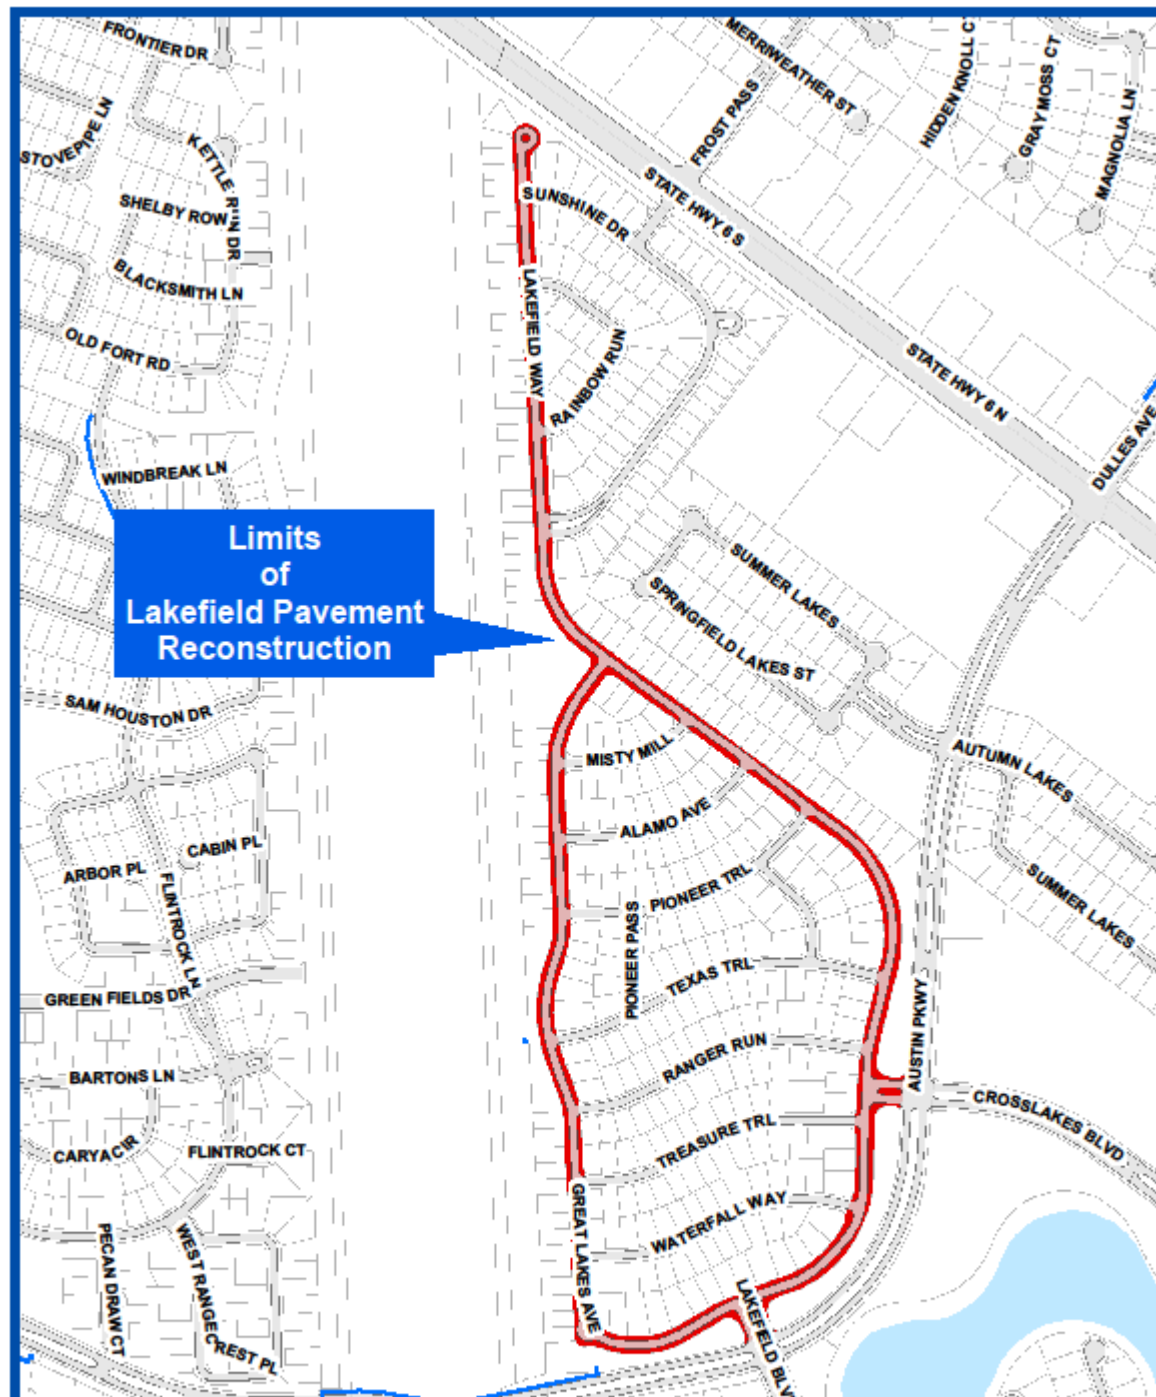 FRONTIER DR
MERRIWEATHER ST
HIDDEN KNOLL C
GRAY MOSS CT
MAGNOLIA LN
FROST PASS
STOVEPIPE LN
KETTLE RUN DR
SHELBY ROW
BLACKSMITH LN
OLD FORT RD
SUNSHINE DR
STATE HWY 6 S
LAKEFIELD WAY
RAINBOW RUN
STATE HWY 6 N
DULLES AVE
WINDBREAK LN
Limits
of
Lakefield Pavement
Reconstruction
SUMMER LAKES
SPRINGFIELD LAKES ST
SAM HOUSTON DR
MISTY MILL
AUTUMN LAKES
ALAMO AVE
CABIN PL
ARBOR PL
FLINTROCK LN
PIONEER TRL
PIONEER PASS
SUMMER LAKES
TEXAS TRL
GREEN FIELDS DR
AUSTIN PKWY
RANGER RUN
BARTONS LN
CROSSLAKES BLVD
CARYA CIR
FLINTROCK CT
TREASURE TRL
GREAT LAKES AVE
WATERFALL WAY
PECAN DRAW CT
WEST RANGE C
REST PL
LAKEFIELD BLV